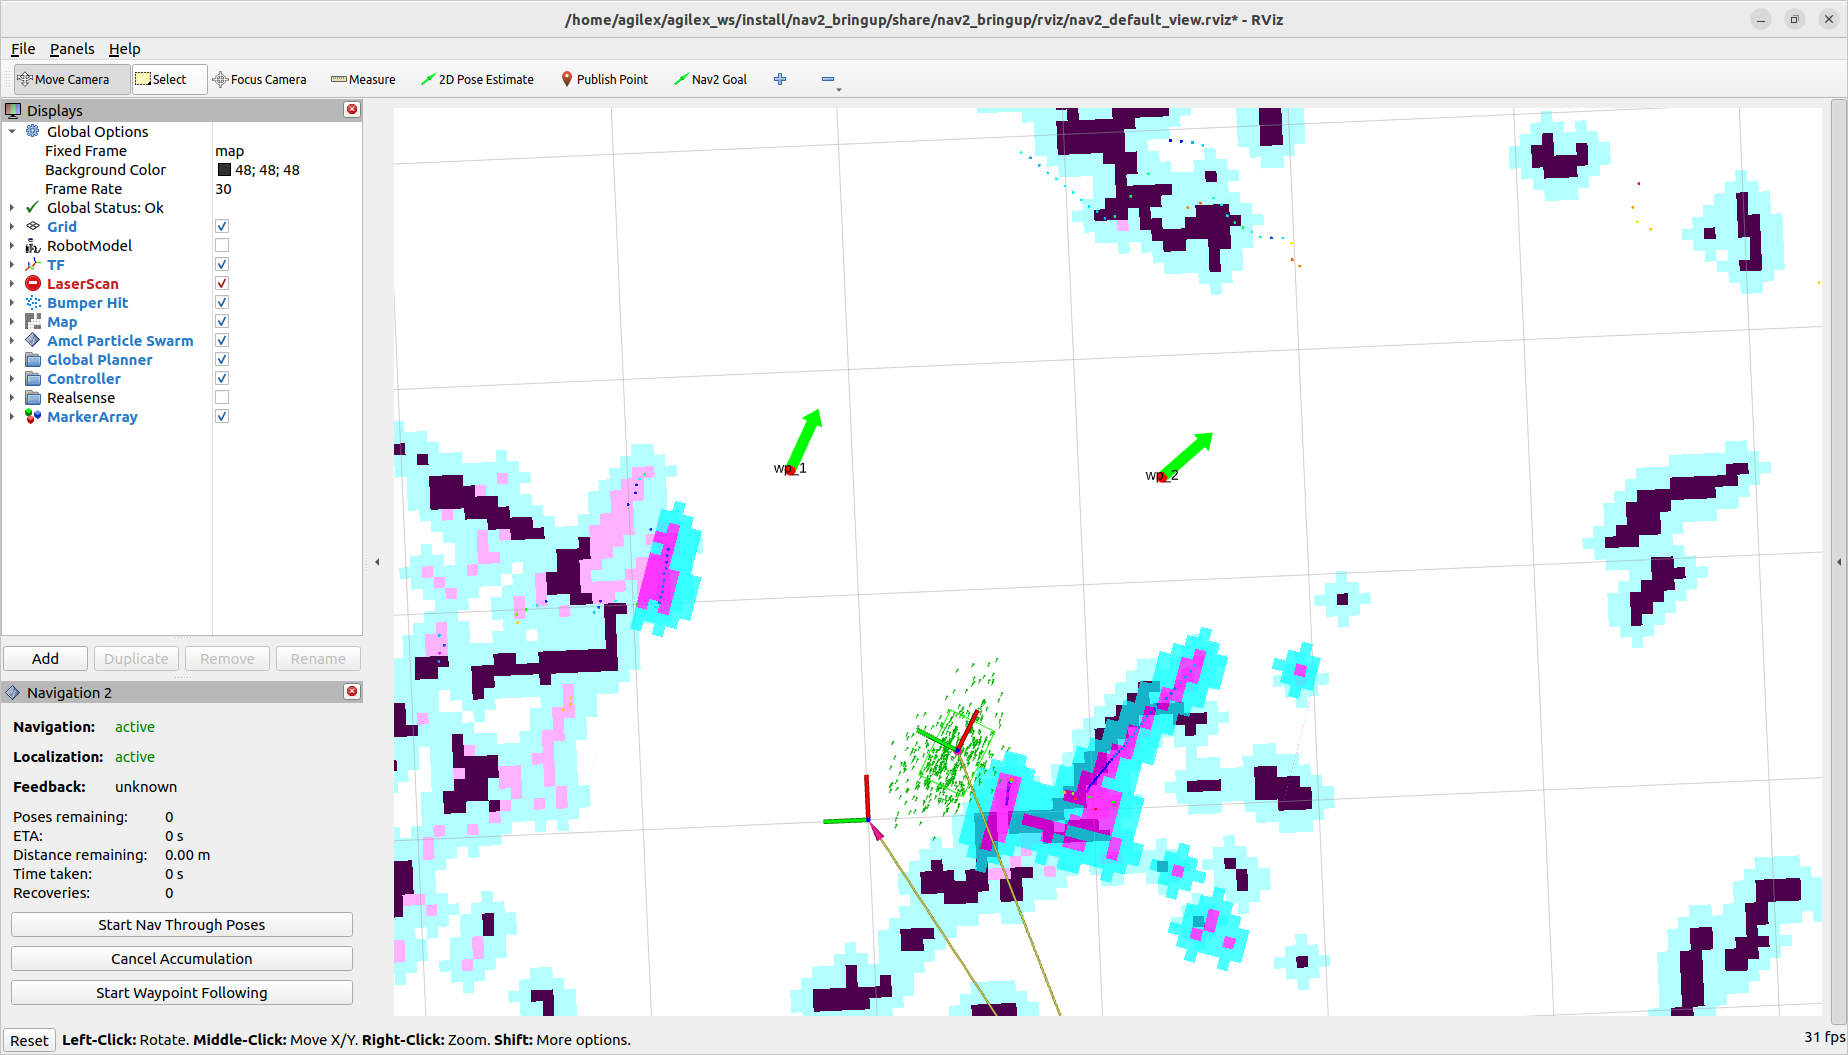 /home/agilex/agilex_ws/install/nav2_bringup/share/nav2_bringup/rviz/nav2_default_view.rviz* - RViz
File Panels Help
Move Camera Select Focus Camera Measure 2D Pose Estimate Publish Point Nav2 Goal
Displays
Global Options
Fixed Frame map
Background Color 48; 48; 48
Frame Rate 30
Global Status: Ok
Grid
RobotModel
TF
LaserScan
Bumper Hit
Map
Amcl Particle Swarm
Global Planner
Controller
Realsense
MarkerArray
Add Duplicate Remove Rename
Navigation 2
Navigation: active
Localization: active
Feedback: unknown
Poses remaining: 0
ETA: 0 s
Distance remaining: 0.00 m
Time taken: 0 s
Recoveries: 0
Start Nav Through Poses
Cancel Accumulation
Start Waypoint Following
wp_1
wp_2
Reset Left-Click: Rotate. Middle-Click: Move X/Y. Right-Click: Zoom. Shift: More options.
31 fps